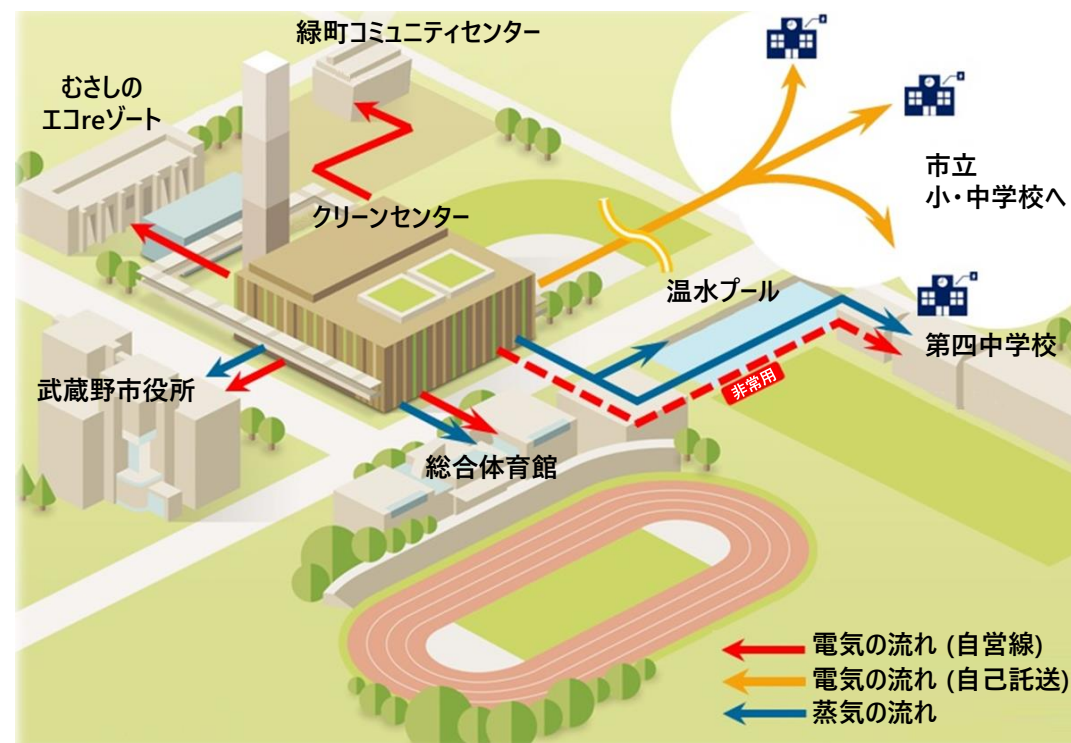 緑町コミュニティセンター
むさしの
エコreゾート
クリーンセンター
市立
小・中学校へ
温水プール
第四中学校
非常用
武蔵野市役所
総合体育館
電気の流れ (自営線)
電気の流れ (自己託送)
蒸気の流れ